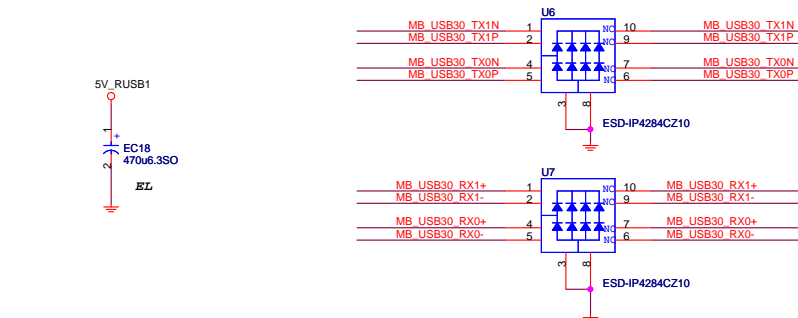 U6
MB_USB30_TX1N 1 NC 10 MB_USB30_TX1N
MB_USB30_TX1P 2 9 MB_USB30_TX1P
MB_USB30_TX0N 4 NC 7 MB_USB30_TX0N
MB_USB30_TX0P 5 NC 6 MB_USB30_TX0P
3 8
ESD-IP4284CZ10
5V_RUSB1
1
+
EC18
470u6.3SO
2
EL
U7
MB_USB30_RX1+ 1 NC 10 MB_USB30_RX1+
MB_USB30_RX1- 2 NC 9 MB_USB30_RX1-
MB_USB30_RX0+ 4 NC 7 MB_USB30_RX0+
MB_USB30_RX0- 5 NC 6 MB_USB30_RX0-
3 8
ESD-IP4284CZ10